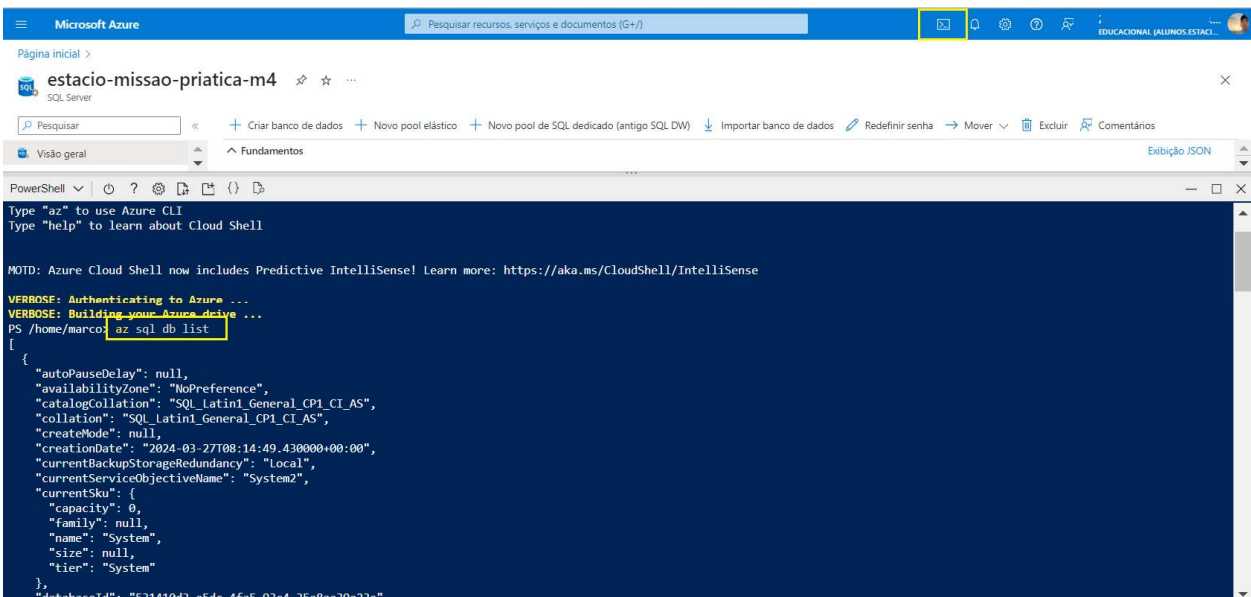 Microsoft Azure
Pesquisar recursos, serviços e documentos (G+/)
EDUCACIONAL (ALUNOS.ESTACI...
Página inicial >
estacio-missao-priatica-m4
SQL
SQL Server
Pesquisar
Criar banco de dados
Novo pool elástico
Novo pool de SQL dedicado (antigo SQL DW)
Importar banco de dados
Redefinir senha
Mover
Excluir
Comentários
Visão geral
Fundamentos
Exibição JSON
PowerShell
Type "az" to use Azure CLI
Type "help" to learn about Cloud Shell
MOTD: Azure Cloud Shell now includes Predictive IntelliSense! Learn more: https://aka.ms/CloudShell/IntelliSense
VERBOSE: Authenticating to Azure ...
VERBOSE: Building your Azure drive ...
PS /home/marco> az sql db list
[
{
"autoPauseDelay": null,
"availabilityZone": "NoPreference",
"catalogCollation": "SQL_Latin1_General_CP1_CI_AS",
"collation": "SQL_Latin1_General_CP1_CI_AS",
"createMode": null,
"creationDate": "2024-03-27T08:14:49.430000+00:00",
"currentBackupStorageRedundancy": "Local",
"currentServiceObjectiveName": "System2",
"currentSku": {
"capacity": 0,
"family": null,
"name": "System",
"size": null,
"tier": "System"
},